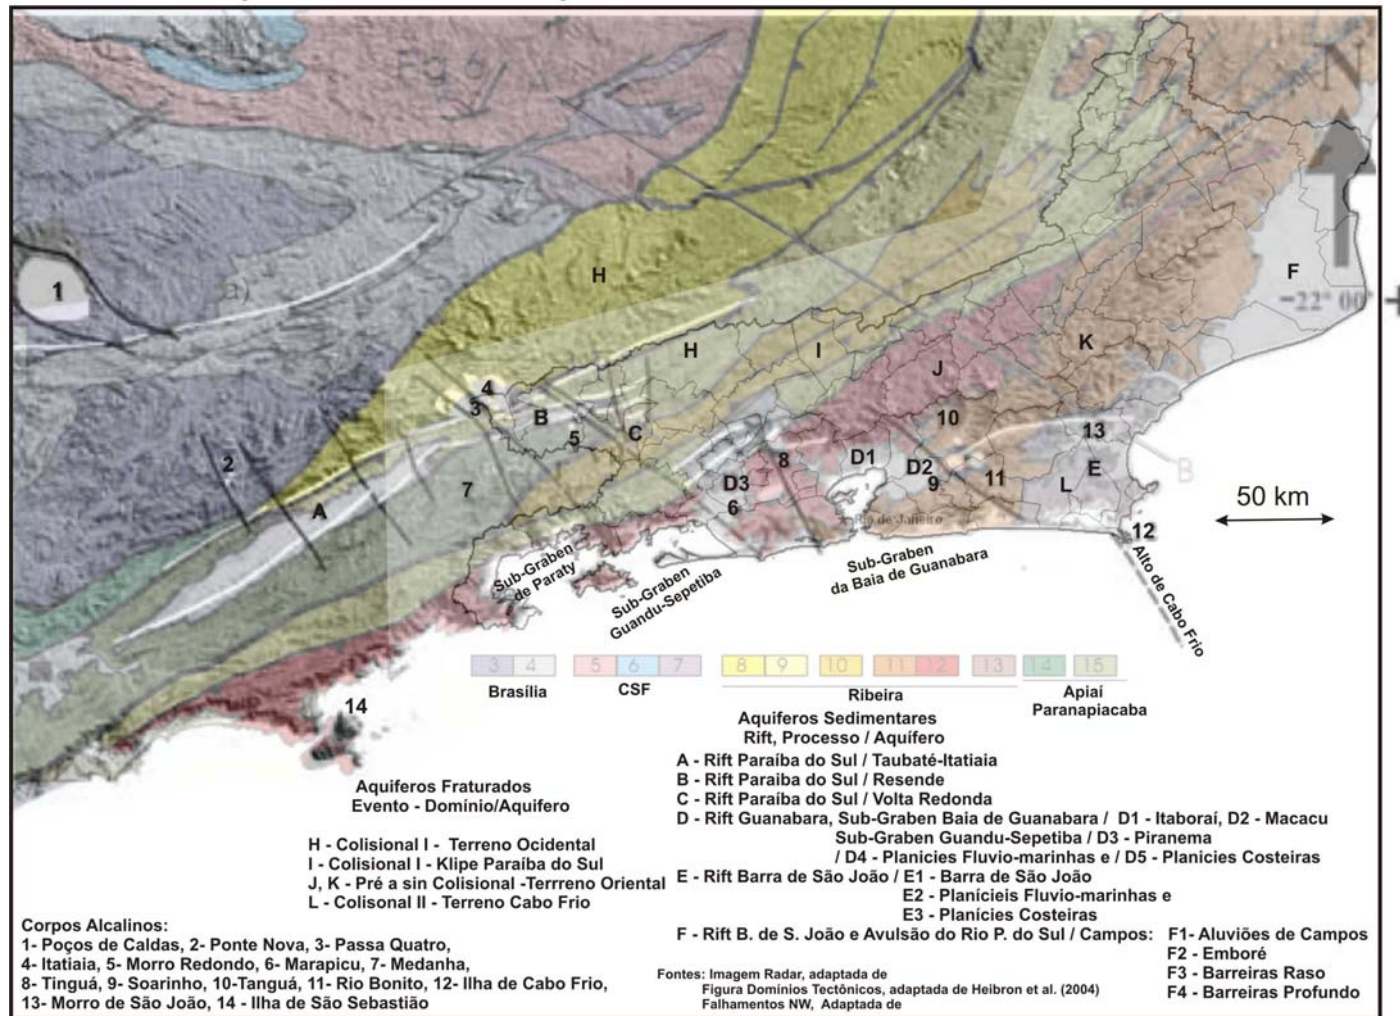 Fg 6
a)
N
1
H
F
-22° 00' +
H
I
K
J
4
3
B
5
C
10
13
B
2
A
7
D3
6
8
D1
D2
9
11
E
L
50 km
Rio de Janeiro
12
Sub-Graben
de Paraty
Sub-Graben
Guandu-Sepetiba
Sub-Graben
da Baia de Guanabara
Alto de Cabo Frio
3 4 5 6 7 8 9 10 11 12 13 14 15
Brasília CSF Ribeira Apiaí
Paranapiacaba
14
Aquiferos Sedimentares
Rift, Processo / Aquífero
A - Rift Paraíba do Sul / Taubaté-Itatiaia
B - Rift Paraiba do Sul / Resende
C - Rift Paraíba do Sul / Volta Redonda
D - Rift Guanabara, Sub-Graben Baia de Guanabara / D1 - Itaboraí, D2 - Macacu
Sub-Graben Guandu-Sepetiba / D3 - Piranema
/ D4 - Planicies Fluvio-marinhas e / D5 - Planicies Costeiras
E - Rift Barra de São João / E1 - Barra de São João
E2 - Planícieis Fluvio-marinhas e
E3 - Planícies Costeiras
F - Rift B. de S. João e Avulsão do Rio P. do Sul / Campos: F1- Aluviões de Campos
F2 - Emboré
F3 - Barreiras Raso
F4 - Barreiras Profundo
Aquiferos Fraturados
Evento - Domínio/Aquifero
H - Colisional I - Terreno Ocidental
I - Colisional I - Klipe Paraíba do Sul
J, K - Pré a sin Colisional -Terrreno Oriental
L - Colisonal II - Terreno Cabo Frio
Corpos Alcalinos:
1- Poços de Caldas, 2- Ponte Nova, 3- Passa Quatro,
4- Itatiaia, 5- Morro Redondo, 6- Marapicu, 7- Medanha,
8- Tinguá, 9- Soarinho, 10-Tanguá, 11- Rio Bonito, 12- Ilha de Cabo Frio,
13- Morro de São João, 14 - Ilha de São Sebastião
Fontes: Imagem Radar, adaptada de
Figura Domínios Tectônicos, adaptada de Heibron et al. (2004)
Falhamentos NW, Adaptada de